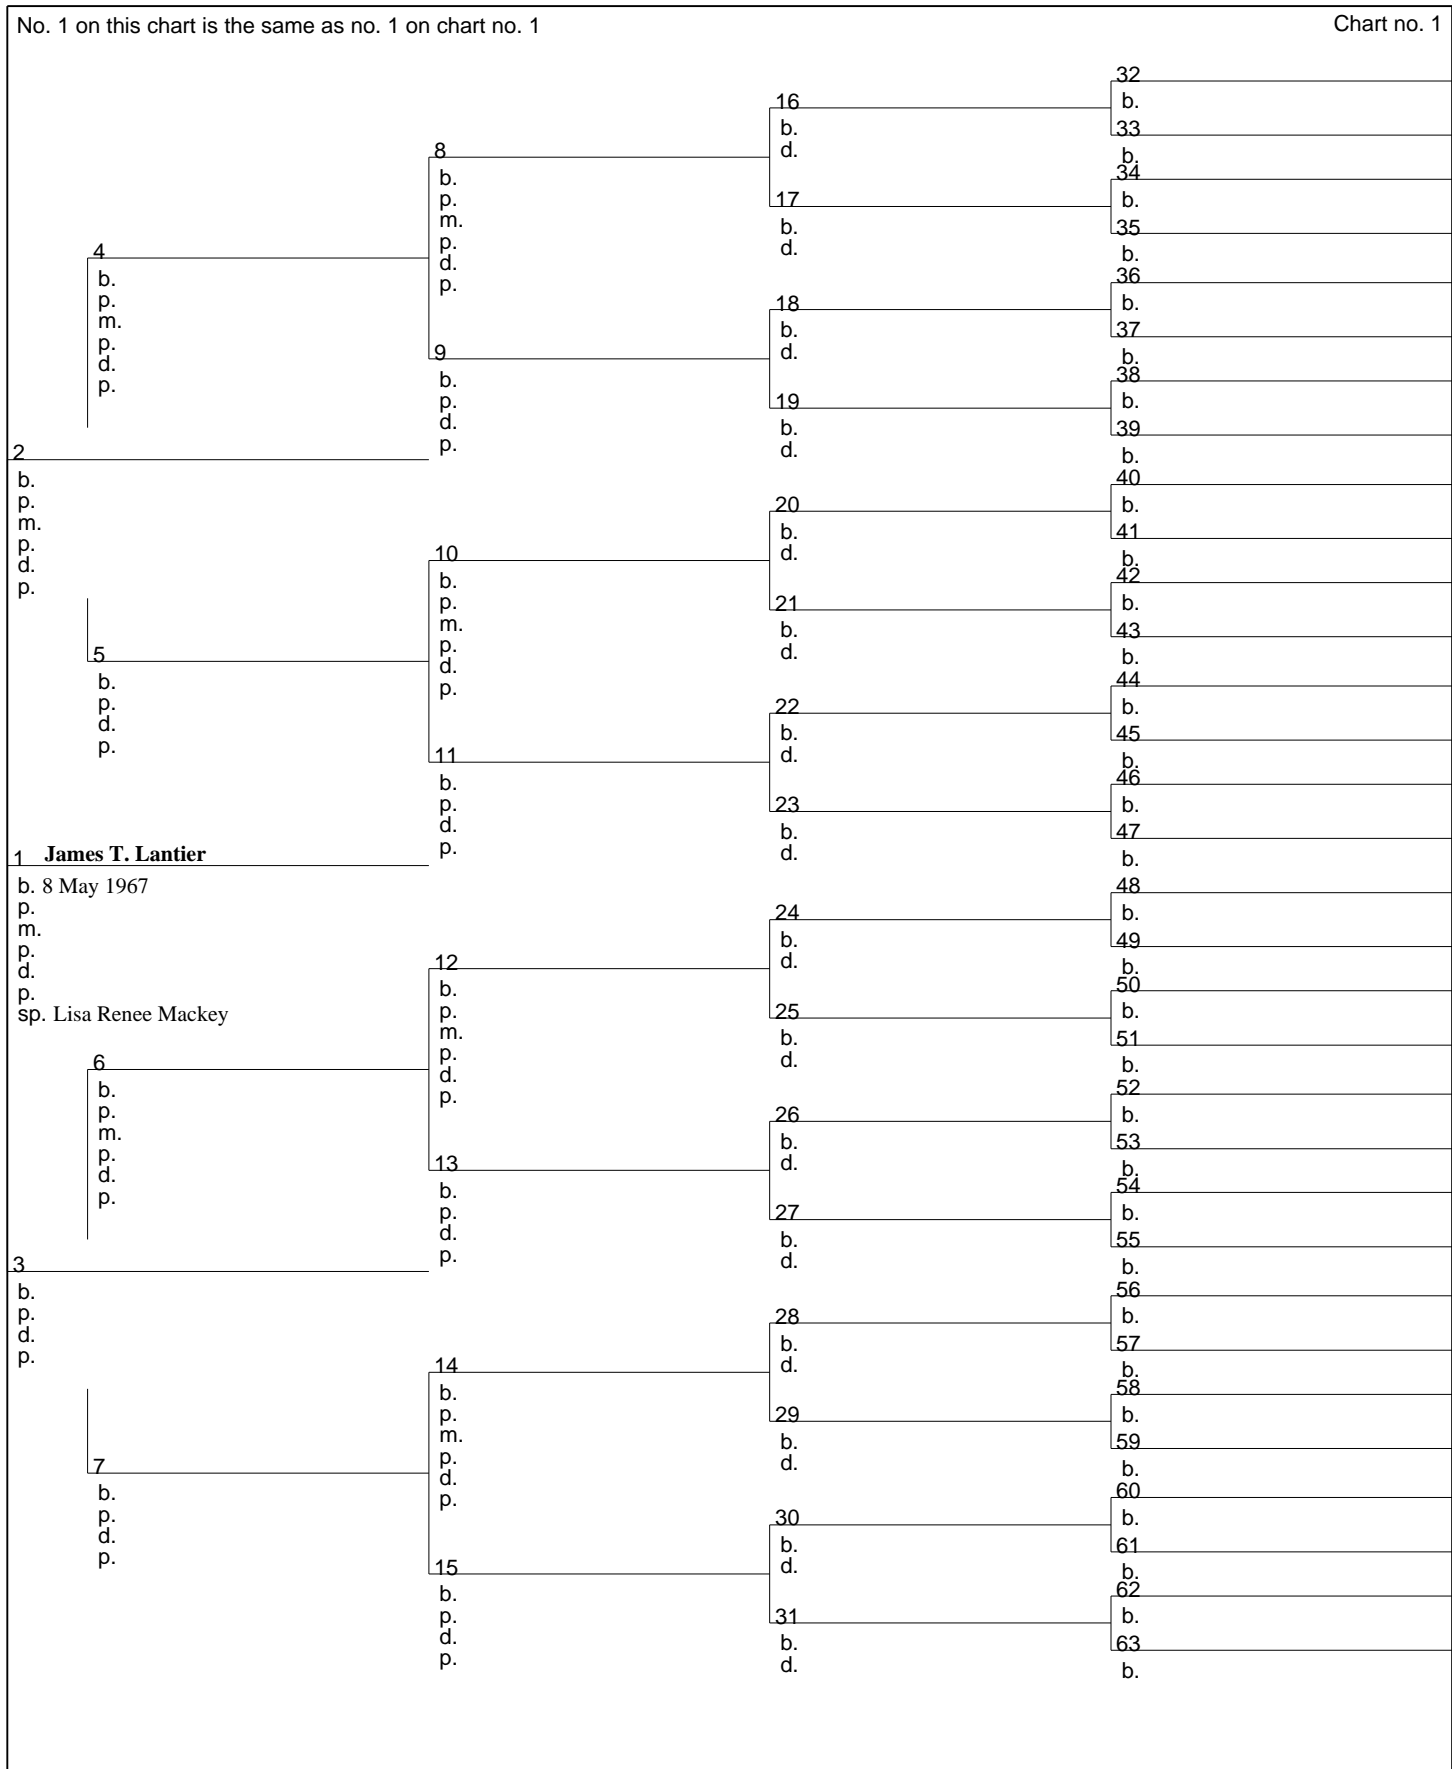 No. 1 on this chart is the same as no. 1 on chart no. 1
Chart no. 1
2
b.
p.
m.
p.
d.
p.
1 James T. Lantier
b. 8 May 1967
p.
m.
p.
d.
p.
sp. Lisa Renee Mackey
3
b.
p.
d.
p.
4
b.
p.
m.
p.
d.
p.
5
b.
p.
d.
p.
6
b.
p.
m.
p.
d.
p.
7
b.
p.
d.
p.
8
b.
p.
m.
p.
d.
p.
9
b.
p.
d.
p.
10
b.
p.
m.
p.
d.
p.
11
b.
p.
d.
p.
12
b.
p.
m.
p.
d.
p.
13
b.
p.
d.
p.
14
b.
p.
m.
p.
d.
p.
15
b.
p.
d.
p.
16
b.
d.
17
b.
d.
18
b.
d.
19
b.
d.
20
b.
d.
21
b.
d.
22
b.
d.
23
b.
d.
24
b.
d.
25
b.
d.
26
b.
d.
27
b.
d.
28
b.
d.
29
b.
d.
30
b.
d.
31
b.
d.
32
b.
33
b.
34
b.
35
b.
36
b.
37
b.
38
b.
39
b.
40
b.
41
b.
42
b.
43
b.
44
b.
45
b.
46
b.
47
b.
48
b.
49
b.
50
b.
51
b.
52
b.
53
b.
54
b.
55
b.
56
b.
57
b.
58
b.
59
b.
60
b.
61
b.
62
b.
63
b.